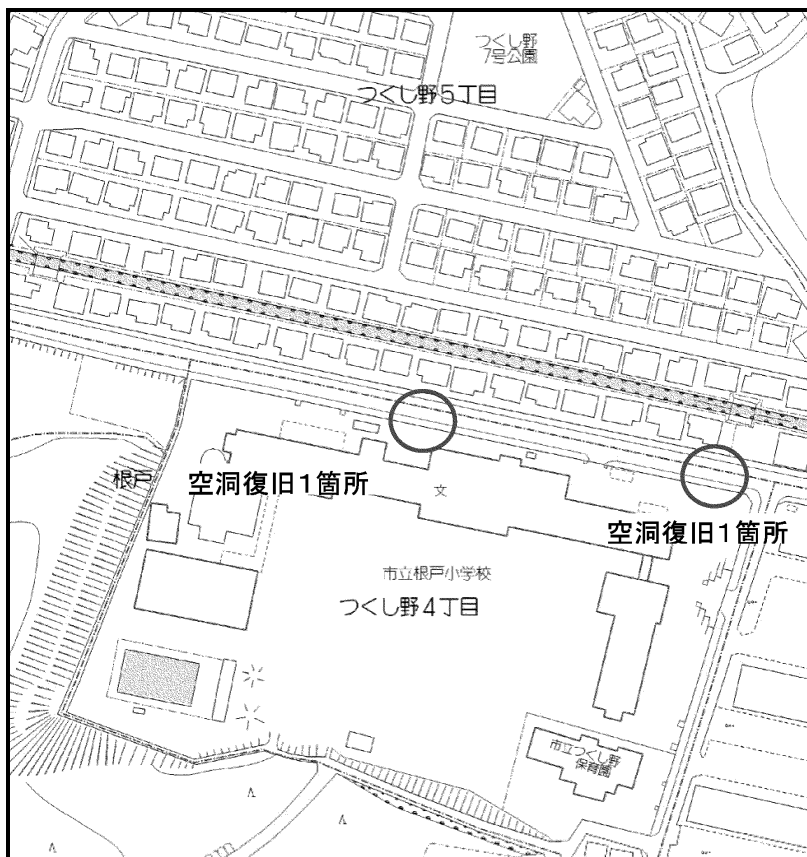 つくし野
7号公園
つくし野5丁目
根戸
空洞復旧1箇所
文
空洞復旧1箇所
市立根戸小学校
つくし野4丁目
市立つくし野
保育園